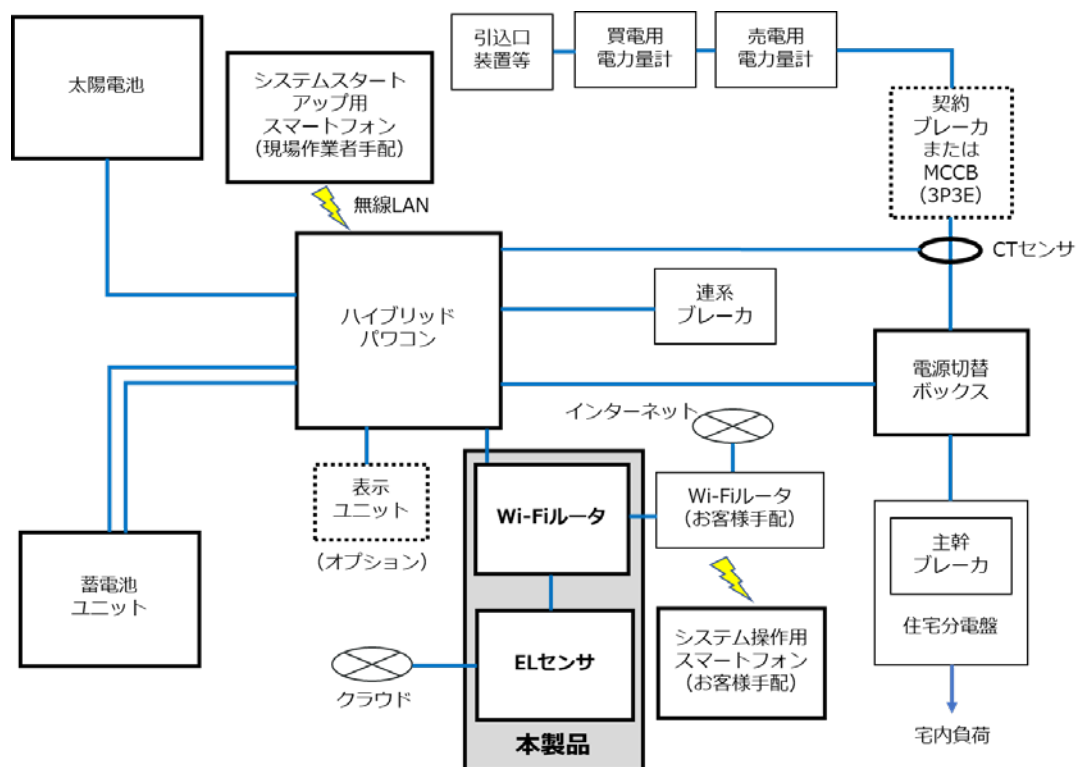 太陽電池
システムスタート
アップ用
スマートフォン
(現場作業者手配)
無線LAN
引込口
装置等
買電用
電力量計
売電用
電力量計
契約
ブレーカ
または
MCCB
(3P3E)
CTセンサ
ハイブリッド
パワコン
連系
ブレーカ
電源切替
ボックス
インターネット
表示
ユニット
(オプション)
Wi-Fiルータ
Wi-Fiルータ
(お客様手配)
主幹
ブレーカ
住宅分電盤
蓄電池
ユニット
ELセンサ
システム操作用
スマートフォン
(お客様手配)
クラウド
本製品
宅内負荷